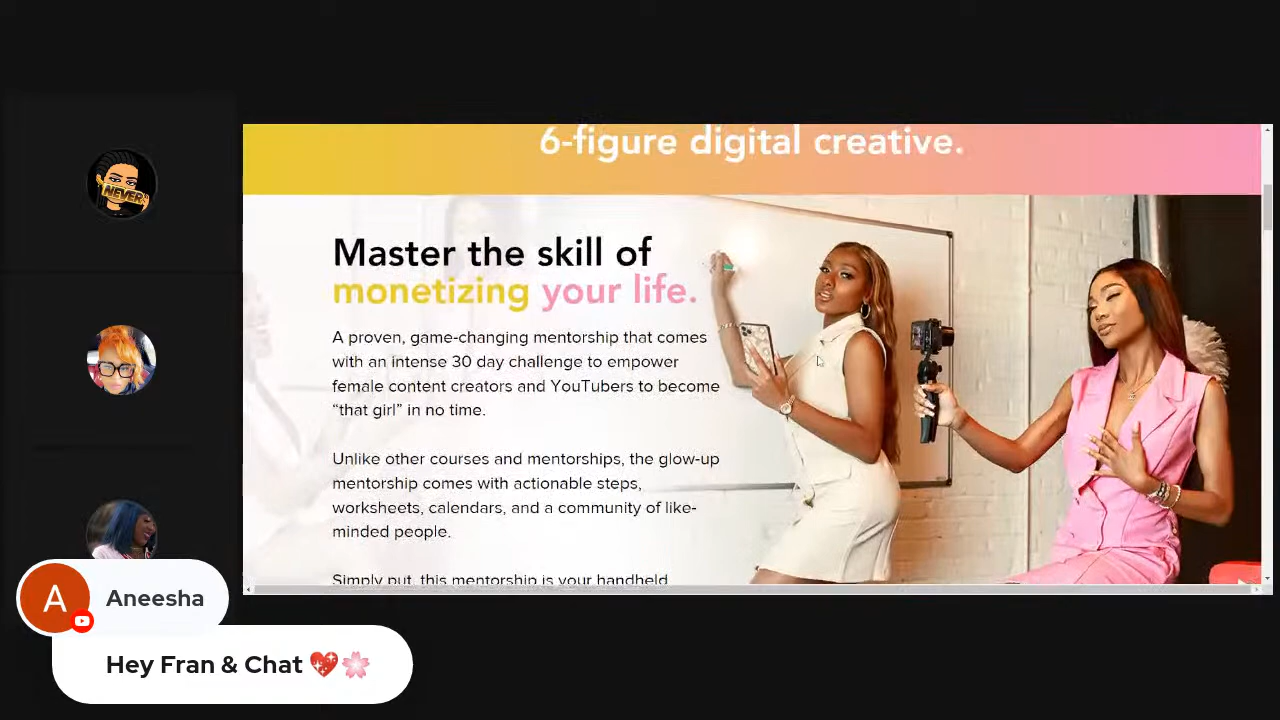 NEVER
6-figure digital creative.
Master the skill of
monetizing your life.
A proven, game-changing mentorship that comes
with an intense 30 day challenge to empower
female content creators and YouTubers to become
“that girl” in no time.
Unlike other courses and mentorships, the glow-up
mentorship comes with actionable steps,
worksheets, calendars, and a community of like-
minded people.
Simply put, this mentorship is your handheld
A
Aneesha
Hey Fran & Chat 💖🌸